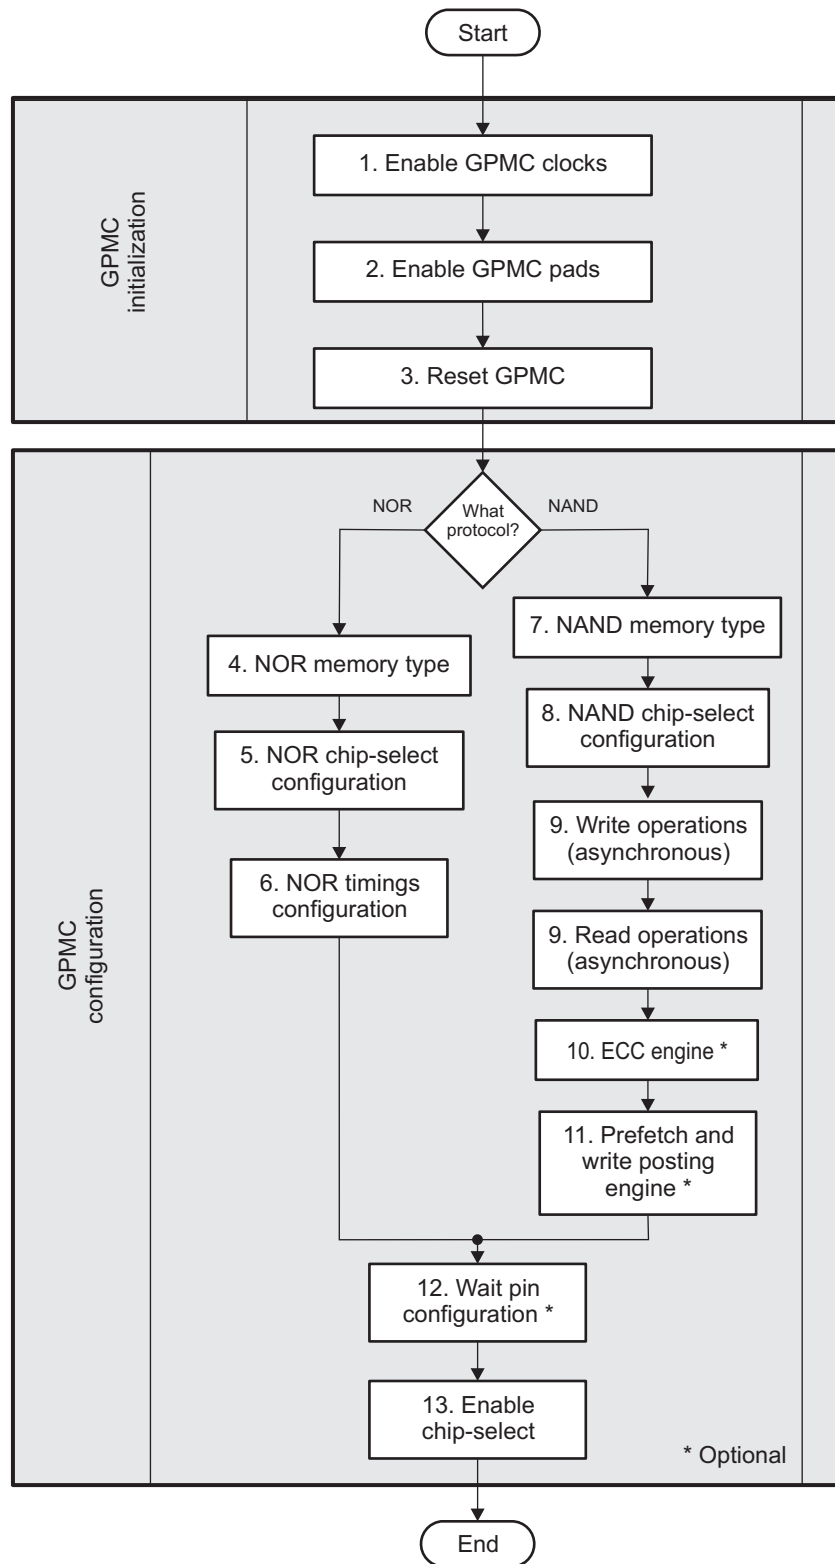 Start
GPMC
initialization
1. Enable GPMC clocks
2. Enable GPMC pads
3. Reset GPMC
GPMC
configuration
What
protocol?
NOR
NAND
4. NOR memory type
5. NOR chip-select
configuration
6. NOR timings
configuration
7. NAND memory type
8. NAND chip-select
configuration
9. Write operations
(asynchronous)
9. Read operations
(asynchronous)
10. ECC engine *
11. Prefetch and
write posting
engine *
12. Wait pin
configuration *
13. Enable
chip-select
* Optional
End